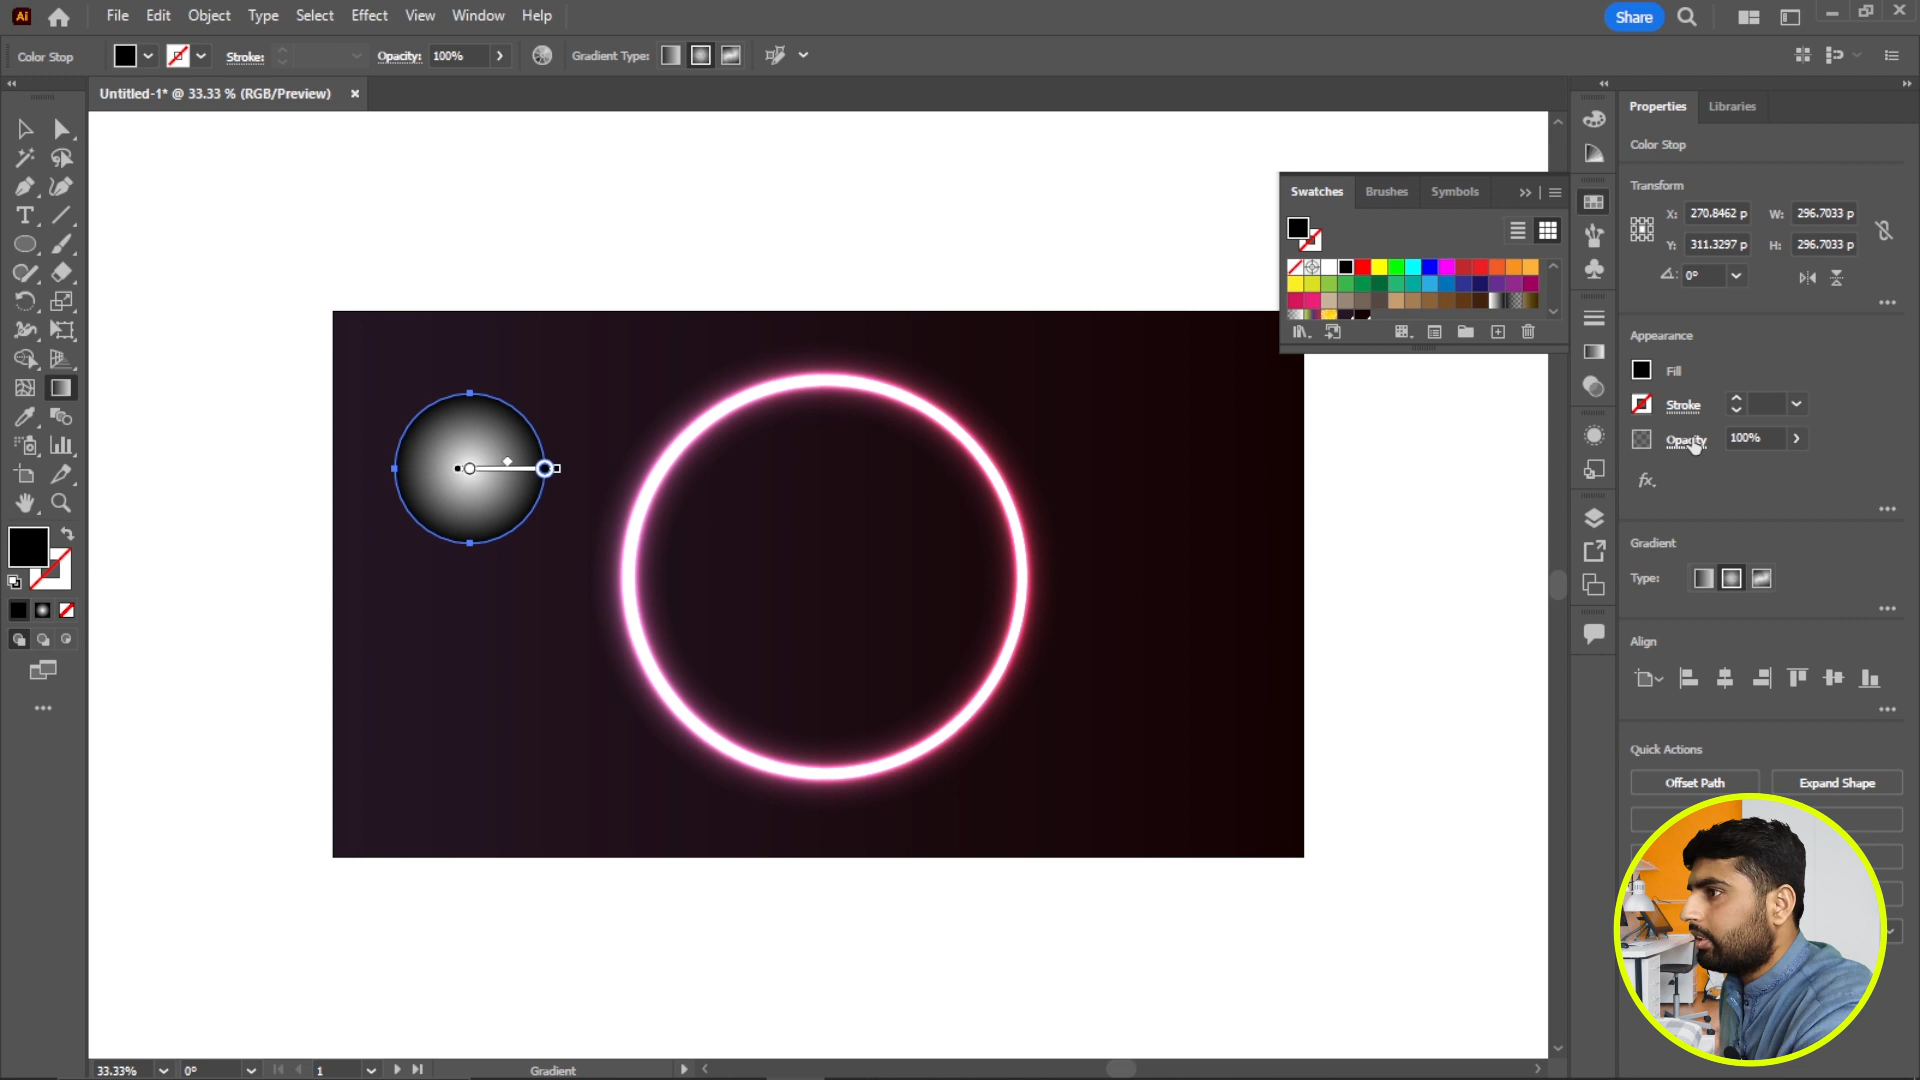 Ai File Edit Object Type Select Effect View Window Help Share
Color Stop Stroke: Opacity: 100% Gradient Type:
Untitled-1* @ 33.33 % (RGB/Preview)
Properties Libraries
Color Stop
Transform
X: 270.8462 p W: 296.7033 p
Y: 311.3297 p H: 296.7033 p
0°
Swatches Brushes Symbols
Appearance
Fill
Stroke
Opacity 100%
fx.
Gradient
Type:
Align
Quick Actions
Offset Path Expand Shape
33.33% 0° 1 Gradient